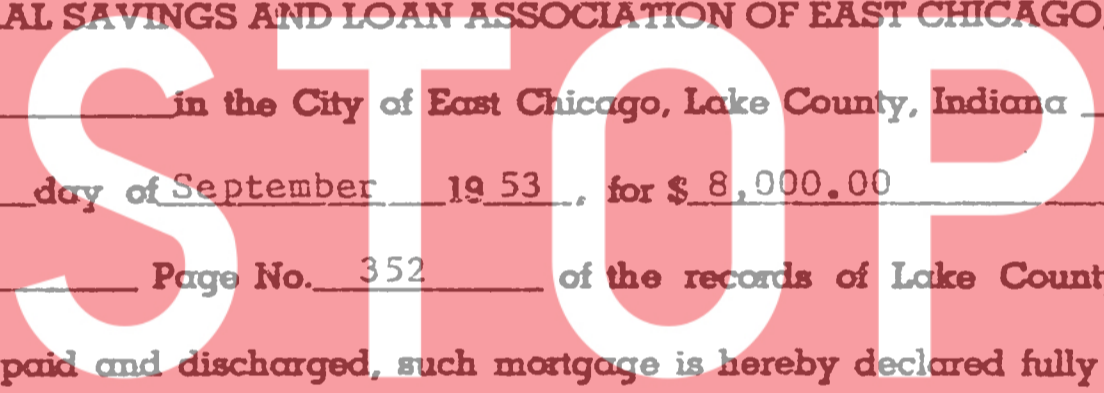 AL SAVINGS AND LOAN ASSOCIATION OF EAST CHICAGO,
in the City of East Chicago, Lake County, Indiana
day of September 19 53, for $ 8,000.00
Page No. 352 of the records of Lake Count
paid and discharged, such mortgage is hereby declared fully
STOP